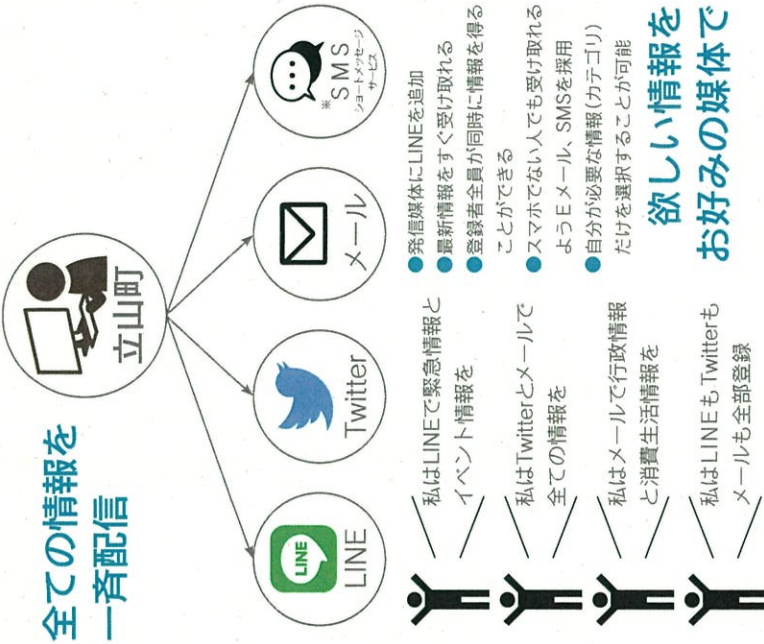 全ての情報を
一斉配信
立山町
LINE
LINE
Twitter
メール
※
SMS
ショートメッセージ
サービス
私はLINEで緊急情報と
イベント情報を
私はTwitterとメールで
全ての情報を
私はメールで行政情報
と消費生活情報を
私はLINEもTwitterも
メールも全部登録
●発信媒体にLINEを追加
●最新情報をすぐ受け取れる
●登録者全員が同時に情報を得る
ことができる
●スマホでない人でも受け取れる
ようEメール、SMSを採用
●自分が必要な情報(カテゴリ)
だけを選択することが可能
欲しい情報を
お好みの媒体で